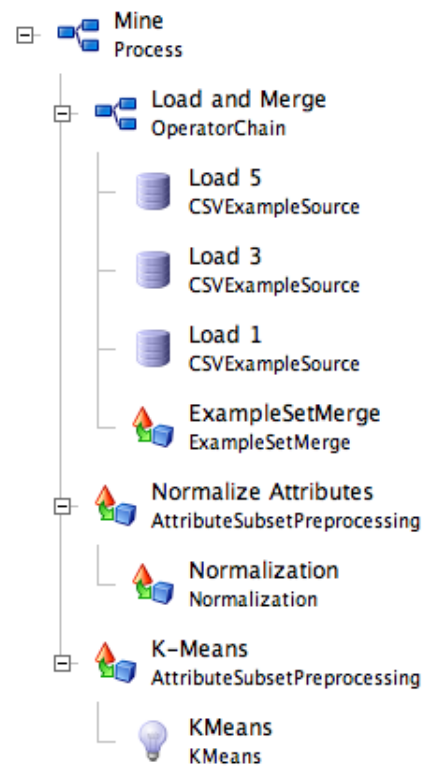 Mine
Process
Load and Merge
OperatorChain
Load 5
CSVExampleSource
Load 3
CSVExampleSource
Load 1
CSVExampleSource
ExampleSetMerge
ExampleSetMerge
Normalize Attributes
AttributeSubsetPreprocessing
Normalization
Normalization
K-Means
AttributeSubsetPreprocessing
KMeans
KMeans